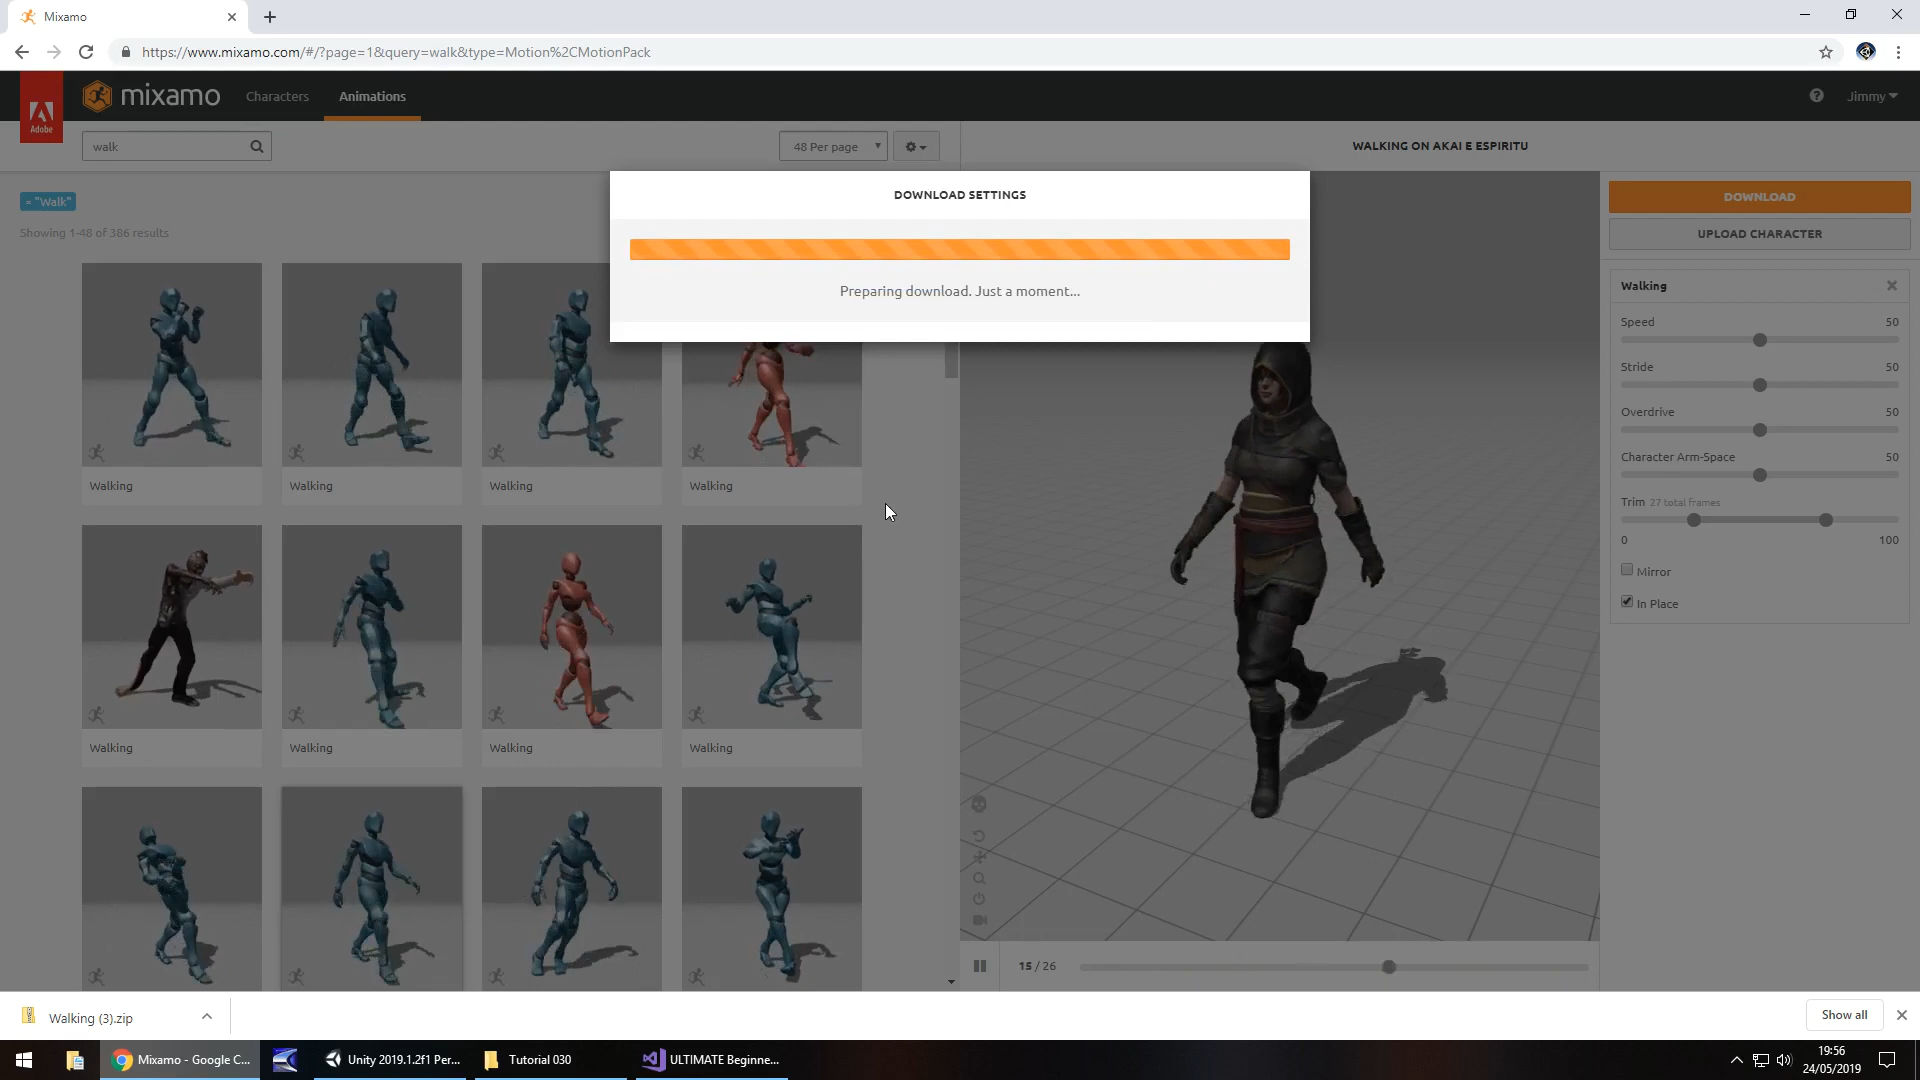 Mixamo
https://www.mixamo.com/#/?page=1&query=walk&type=Motion%2CMotionPack
Adobe
mixamo
Characters
Animations
Jimmy
walk
48 Per page
WALKING ON AKAI E ESPIRITU
= "Walk"
Showing 1-48 of 386 results
DOWNLOAD SETTINGS
Preparing download. Just a moment...
DOWNLOAD
UPLOAD CHARACTER
Walking
Speed 50
Stride 50
Overdrive 50
Character Arm-Space 50
Trim 27 total frames
0 100
Mirror
In Place
Walking
Walking
Walking
Walking
Walking
Walking
Walking
Walking
15 / 26
Walking (3).zip
Show all
Mixamo - Google C...
Unity 2019.1.2f1 Per...
Tutorial 030
ULTIMATE Beginne...
19:56
24/05/2019